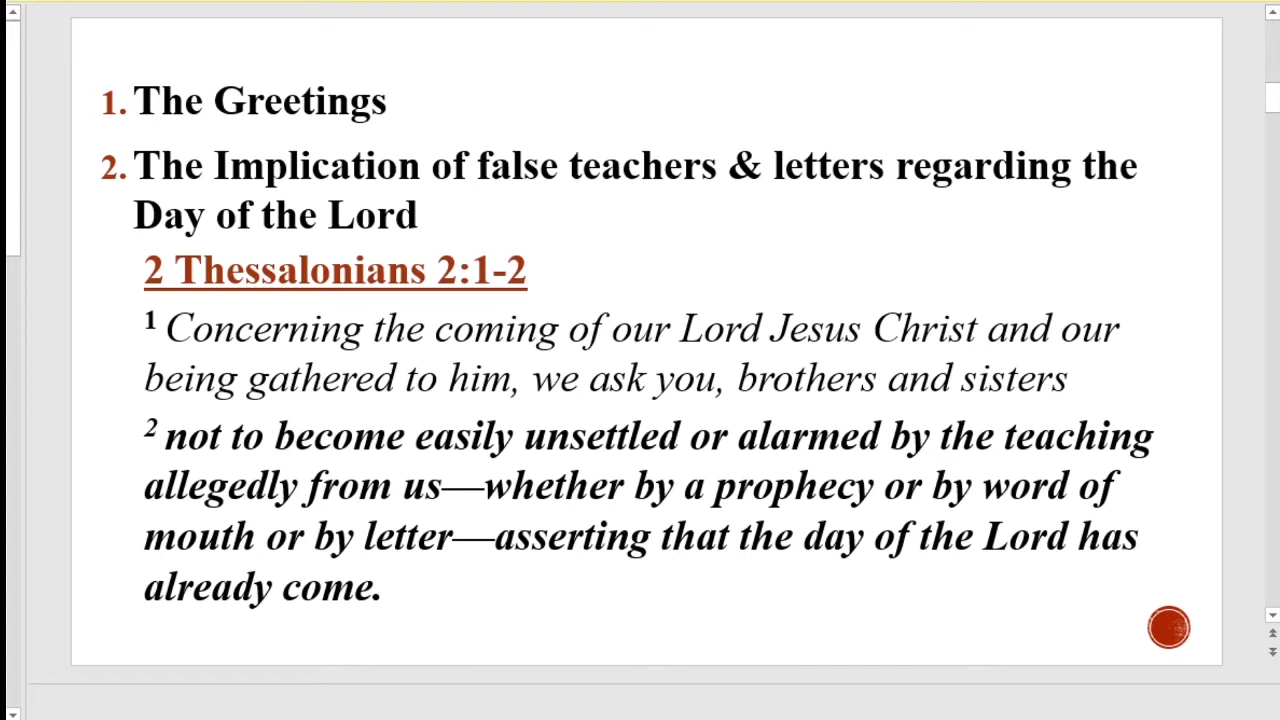 1. The Greetings
2. The Implication of false teachers & letters regarding the
Day of the Lord
2 Thessalonians 2:1-2
1 Concerning the coming of our Lord Jesus Christ and our
being gathered to him, we ask you, brothers and sisters
2 not to become easily unsettled or alarmed by the teaching
allegedly from us—whether by a prophecy or by word of
mouth or by letter—asserting that the day of the Lord has
already come.